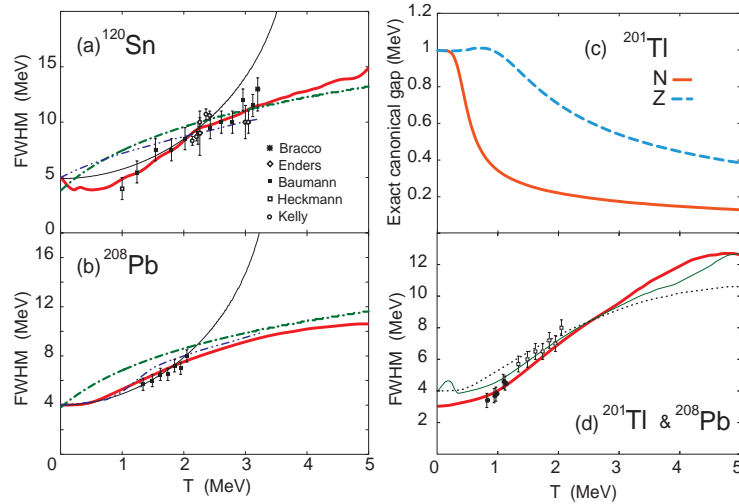 (a) 120Sn
FWHM (MeV)
15
10
5
0
Bracco
Enders
Baumann
Heckmann
Kelly
(b) 208Pb
FWHM (MeV)
16
12
8
4
0
0 1 2 3 4 5
T (MeV)
(c) 201Tl
N
Z
Exact canonical gap (MeV)
1.2
1
0.8
0.6
0.4
0.2
FWHM (MeV)
12
10
8
6
4
2
(d) 201Tl & 208Pb
0 1 2 3 4 5
T (MeV)